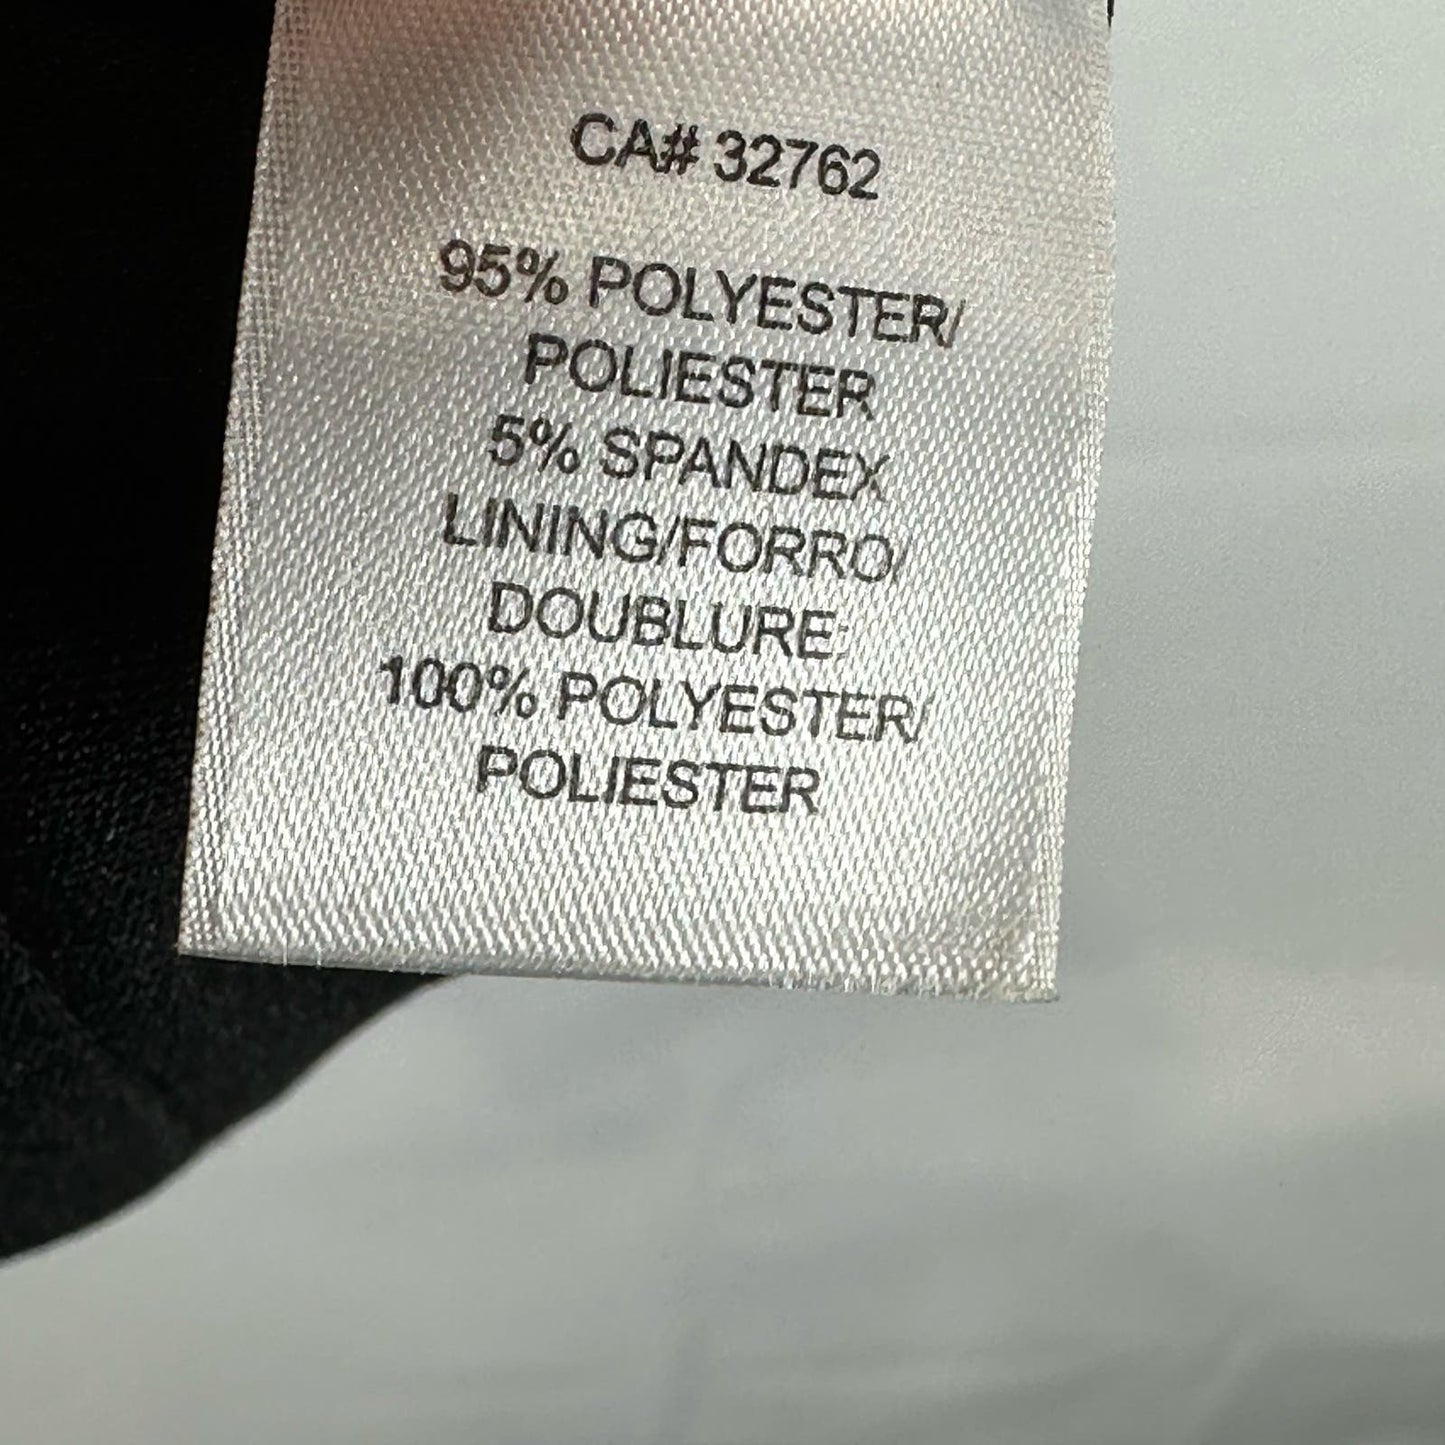 CA# 32762
95% POLYESTER/
POLIESTER
5% SPANDEX
LINING/FORRO/
DOUBLURE:
100% POLYESTER/
POLIESTER